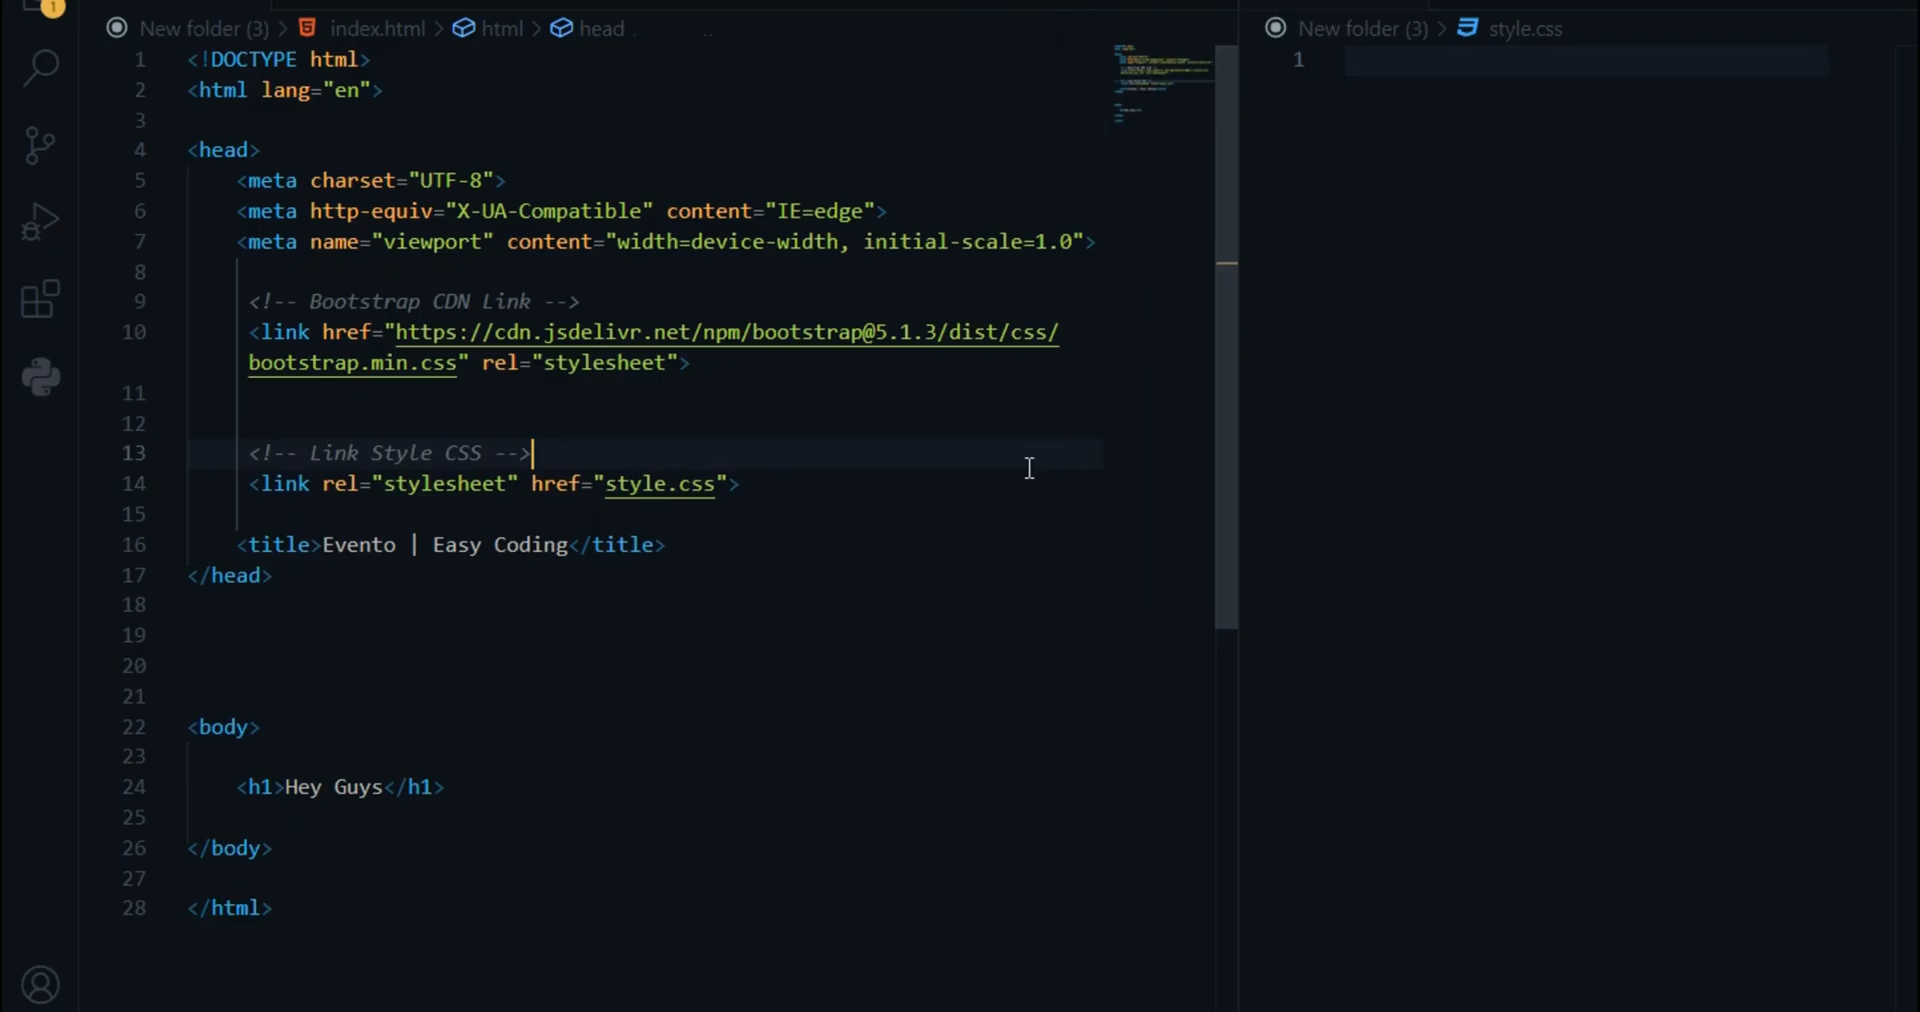 1
New folder (3) > index.html > html > head
New folder (3) > style.css
1 <!DOCTYPE html>
2 <html lang="en">
3
4 <head>
5 <meta charset="UTF-8">
6 <meta http-equiv="X-UA-Compatible" content="IE=edge">
7 <meta name="viewport" content="width=device-width, initial-scale=1.0">
8
9 <!-- Bootstrap CDN Link -->
10 <link href="https://cdn.jsdelivr.net/npm/bootstrap@5.1.3/dist/css/
bootstrap.min.css" rel="stylesheet">
11
12
13 <!-- Link Style CSS -->
14 <link rel="stylesheet" href="style.css">
15
16 <title>Evento | Easy Coding</title>
17 </head>
18
19
20
21
22 <body>
23
24 <h1>Hey Guys</h1>
25
26 </body>
27
28 </html>
1